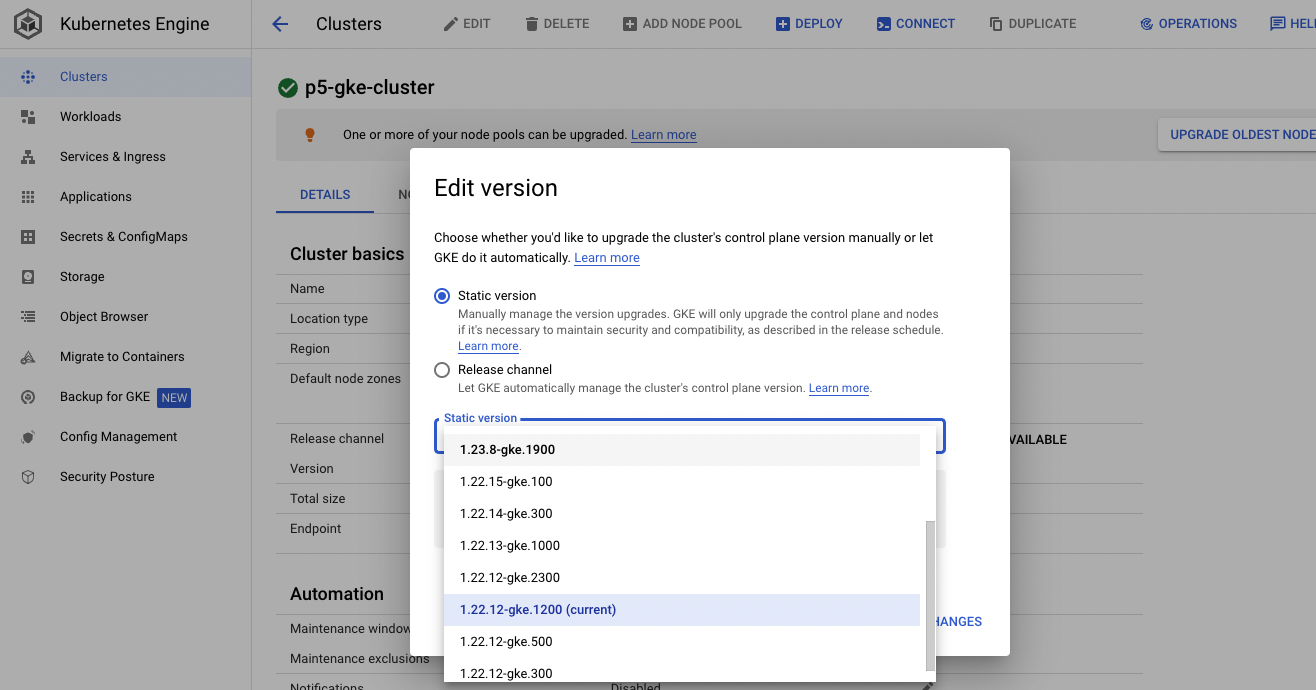 Kubernetes Engine
Clusters
EDIT
DELETE
ADD NODE POOL
DEPLOY
CONNECT
DUPLICATE
OPERATIONS
Clusters
Workloads
Services & Ingress
Applications
Secrets & ConfigMaps
Storage
Object Browser
Migrate to Containers
Backup for GKE NEW
Config Management
Security Posture
p5-gke-cluster
One or more of your node pools can be upgraded. Learn more
UPGRADE OLDEST NODE
DETAILS
Cluster basics
Name
Location type
Region
Default node zones
Release channel
Version
Total size
Endpoint
Automation
Maintenance window
Maintenance exclusions
Notifications
Disabled
Edit version
Choose whether you'd like to upgrade the cluster's control plane version manually or let
GKE do it automatically. Learn more
Static version
Manually manage the version upgrades. GKE will only upgrade the control plane and nodes
if it's necessary to maintain security and compatibility, as described in the release schedule.
Learn more.
Release channel
Let GKE automatically manage the cluster's control plane version. Learn more.
Static version
1.23.8-gke.1900
1.22.15-gke.100
1.22.14-gke.300
1.22.13-gke.1000
1.22.12-gke.2300
1.22.12-gke.1200 (current)
1.22.12-gke.500
1.22.12-gke.300